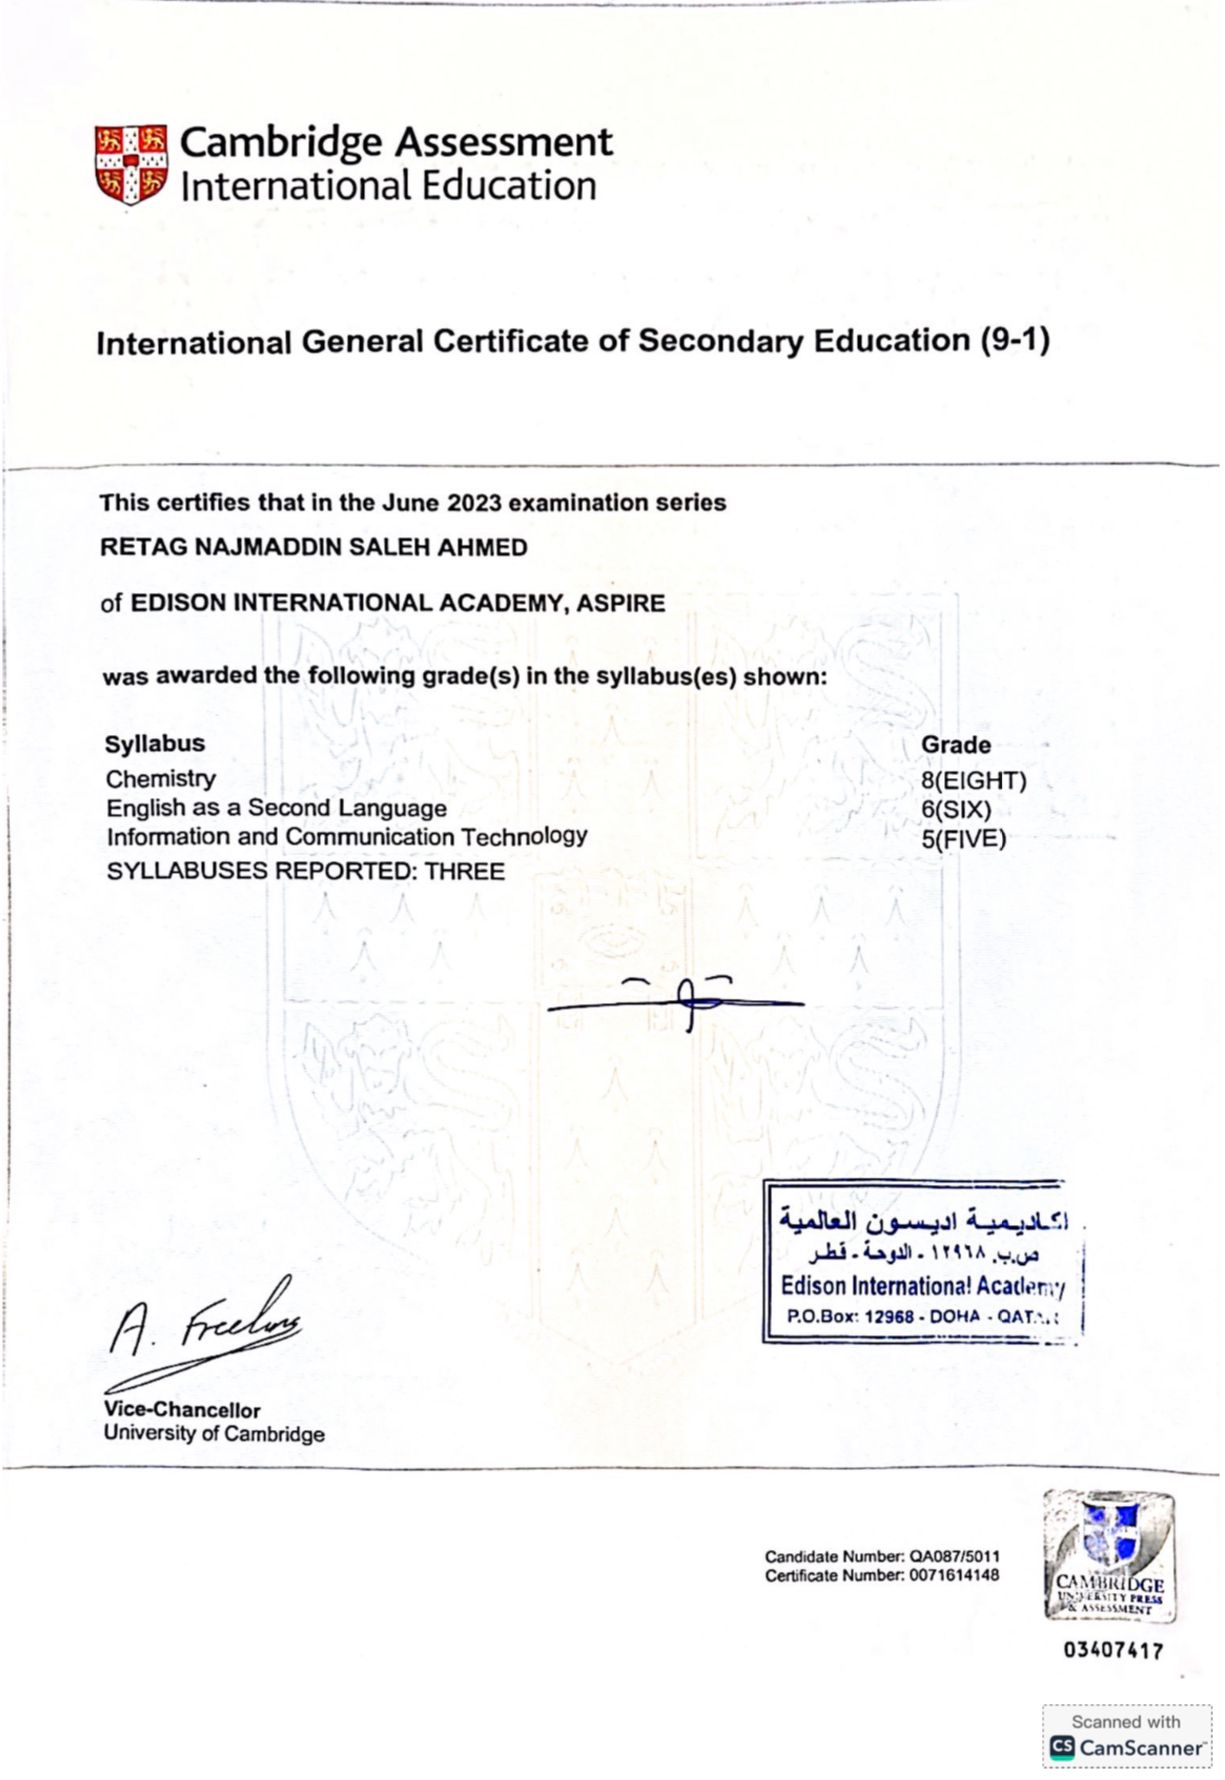 Cambridge Assessment
International Education
International General Certificate of Secondary Education (9-1)
This certifies that in the June 2023 examination series
RETAG NAJMADDIN SALEH AHMED
of EDISON INTERNATIONAL ACADEMY, ASPIRE
was awarded the following grade(s) in the syllabus(es) shown:
Syllabus Grade
Chemistry 8(EIGHT)
English as a Second Language 6(SIX)
Information and Communication Technology 5(FIVE)
SYLLABUSES REPORTED: THREE
اكاديمية اديسون العالمية
ص.ب. ١٢٩٦٨ - الدوحة - قطر
Edison International Academy
P.O.Box: 12968 - DOHA - QATAR
A. Freeling
Vice-Chancellor
University of Cambridge
Candidate Number: QA087/5011
Certificate Number: 0071614148
CAMBRIDGE
UNIVERSITY PRESS
& ASSESSMENT
03407417
Scanned with
CS CamScanner